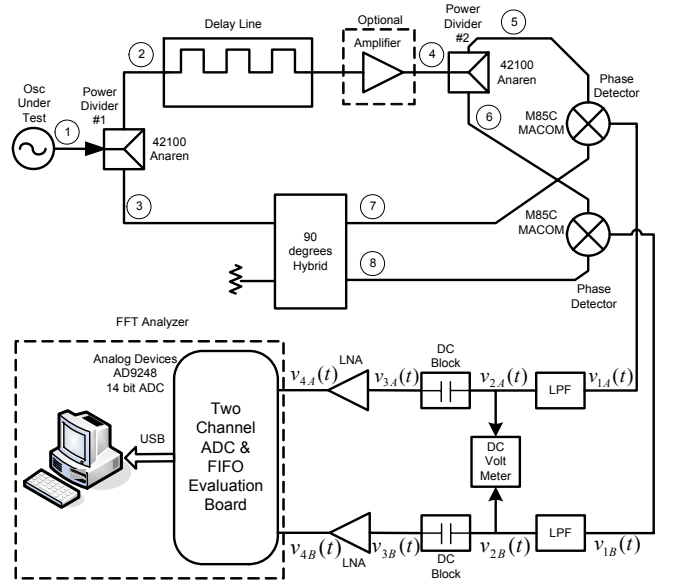 Osc
Under
Test
1
Power
Divider
#1
42100
Anaren
2
Delay Line
Optional
Amplifier
4
Power
Divider
#2
42100
Anaren
5
6
Phase
Detector
M85C
MACOM
3
7
8
90
degrees
Hybrid
M85C
MACOM
Phase
Detector
FFT Analyzer
Analog Devices
AD9248
14 bit ADC
USB
Two
Channel
ADC &
FIFO
Evaluation
Board
v4A(t)
LNA
v3A(t)
DC
Block
v2A(t)
LPF
v1A(t)
DC
Volt
Meter
v4B(t)
LNA
v3B(t)
DC
Block
v2B(t)
LPF
v1B(t)